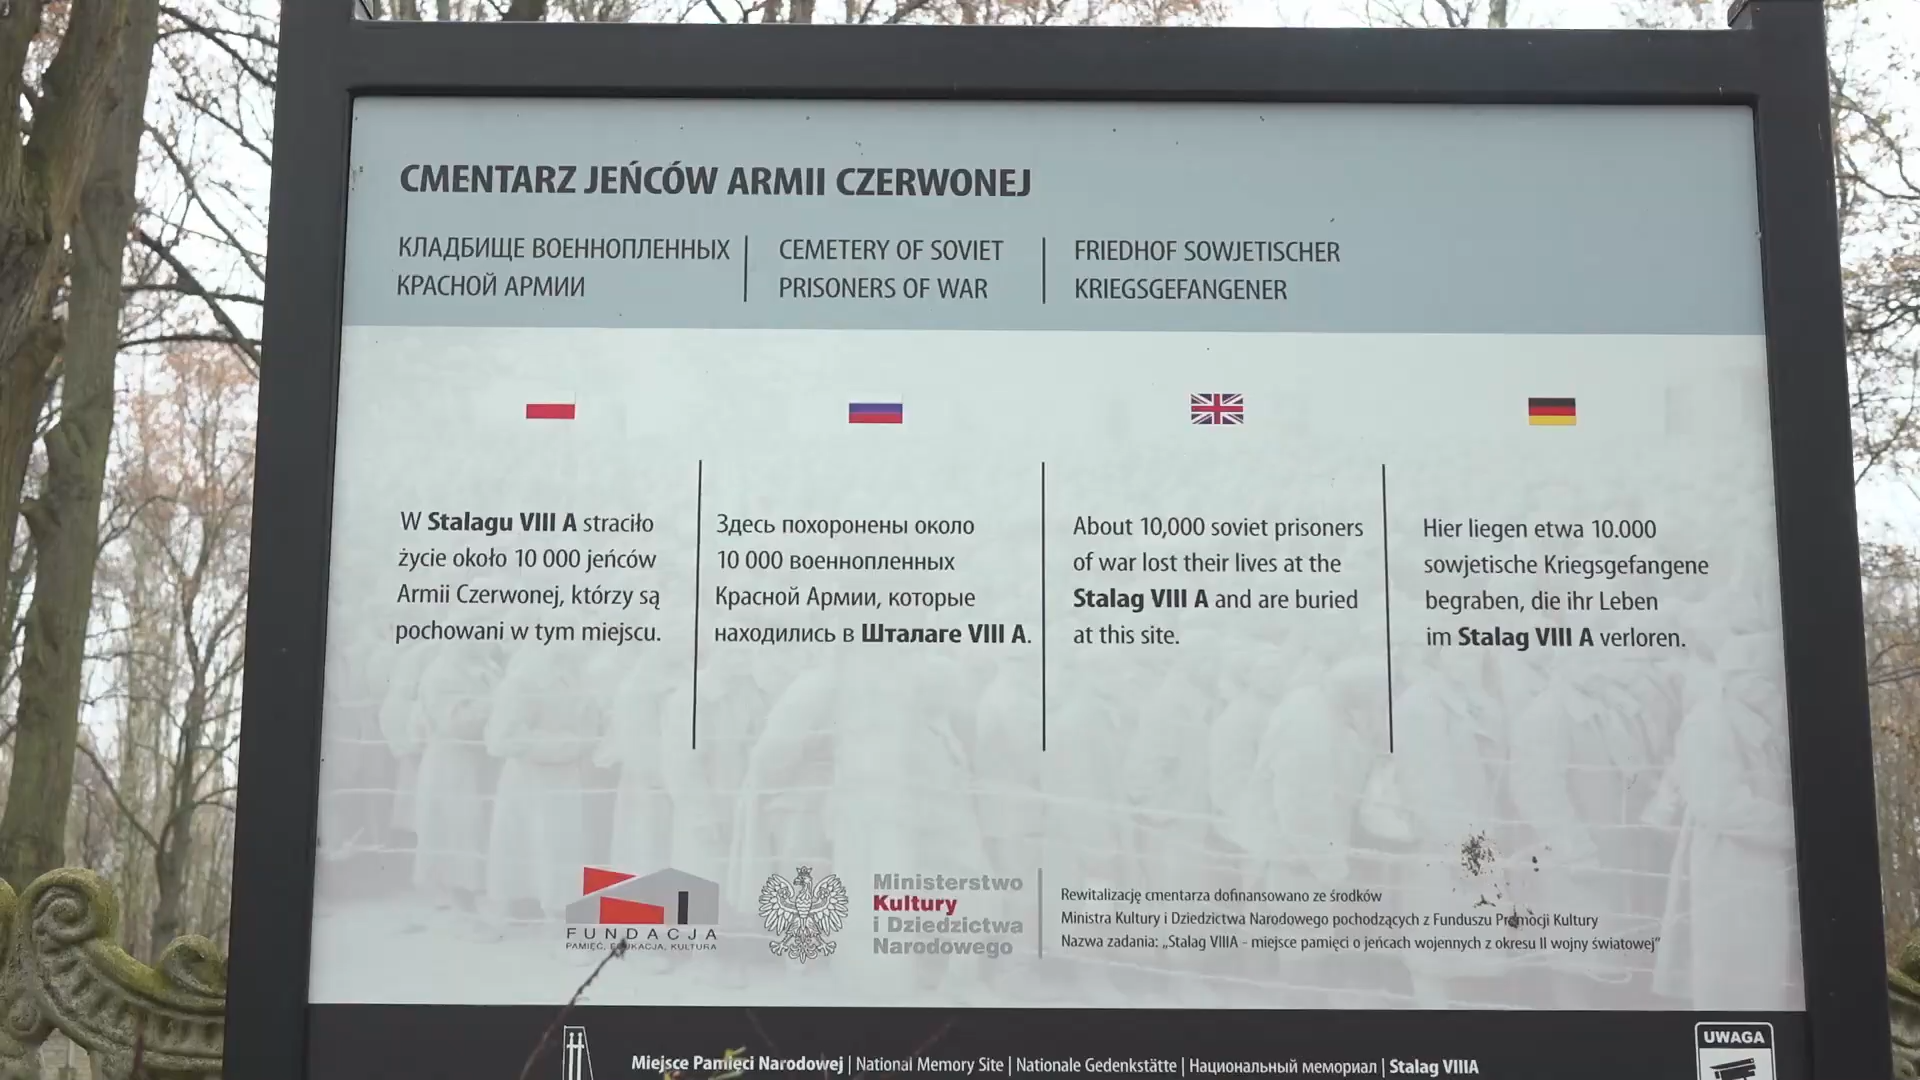 CMENTARZ JEŃCÓW ARMII CZERWONEJ
КЛАДБИЩЕ ВОЕННОПЛЕННЫХ
КРАСНОЙ АРМИИ
CEMETERY OF SOVIET
PRISONERS OF WAR
FRIEDHOF SOWJETISCHER
KRIEGSGEFANGENER
W Stalagu VIII A straciło
życie około 10 000 jeńców
Armii Czerwonej, którzy są
pochowani w tym miejscu.
Здесь похоронены около
10 000 военнопленных
Красной Армии, которые
находились в Шталаге VIII A.
About 10,000 soviet prisoners
of war lost their lives at the
Stalag VIII A and are buried
at this site.
Hier liegen etwa 10.000
sowjetische Kriegsgefangene
begraben, die ihr Leben
im Stalag VIII A verloren.
FUNDACJA
PAMIĘĆ, EDUKACJA, KULTURA
Ministerstwo
Kultury
i Dziedzictwa
Narodowego
Rewitalizację cmentarza dofinansowano ze środków
Ministra Kultury i Dziedzictwa Narodowego pochodzących z Funduszu Promocji Kultury
Nazwa zadania: „Stalag VIIIA - miejsce pamięci o jeńcach wojennych z okresu II wojny światowej”
Miejsce Pamięci Narodowej | National Memory Site | Nationale Gedenkstätte | Национальный мемориал | Stalag VIIIA
UWAGA